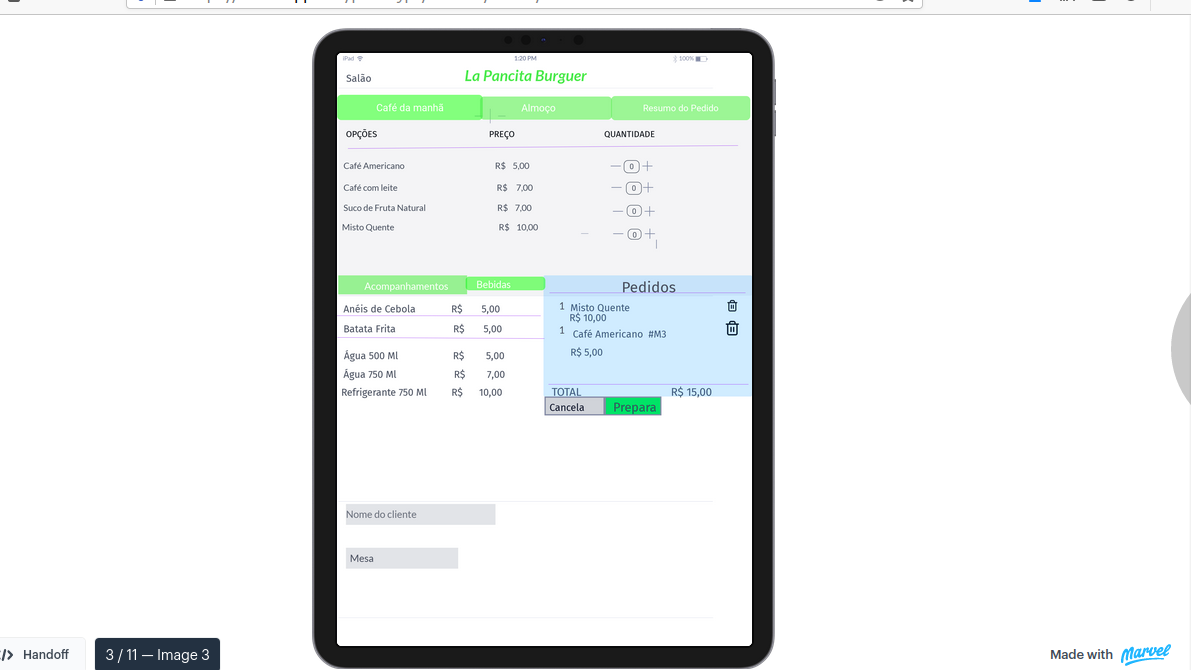 iPad 1:20 PM 100%
Salão La Pancita Burguer
Café da manhã Almoço Resumo do Pedido
OPÇÕES PREÇO QUANTIDADE
Café Americano R$ 5,00 0
Café com leite R$ 7,00 0
Suco de Fruta Natural R$ 7,00 0
Misto Quente R$ 10,00 0
Acompanhamentos Bebidas
Anéis de Cebola R$ 5,00
Batata Frita R$ 5,00
Água 500 Ml R$ 5,00
Água 750 Ml R$ 7,00
Refrigerante 750 Ml R$ 10,00
Pedidos
1 Misto Quente
R$ 10,00
1 Café Americano #M3
R$ 5,00
TOTAL R$ 15,00
Cancela Prepara
Nome do cliente
Mesa
Handoff 3 / 11 — Image 3
Made with Marvel